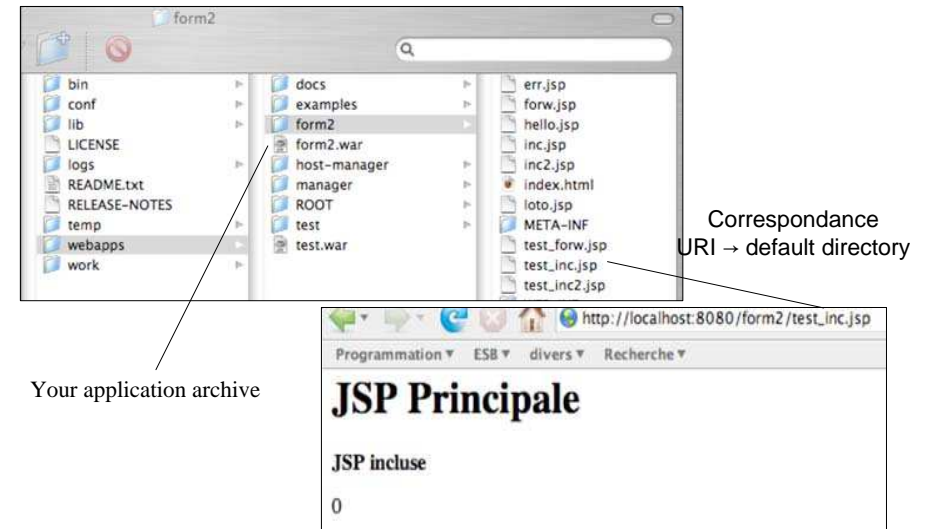 form2
bin
conf
lib
LICENSE
logs
README.txt
RELEASE-NOTES
temp
webapps
work
docs
examples
form2
form2.war
host-manager
manager
ROOT
test
test.war
err.jsp
forw.jsp
hello.jsp
inc.jsp
inc2.jsp
index.html
loto.jsp
META-INF
test_forw.jsp
test_inc.jsp
test_inc2.jsp
Correspondance
URI → default directory
Your application archive
http://localhost:8080/form2/test_inc.jsp
Programmation ESB divers Recherche
JSP Principale
JSP incluse
0